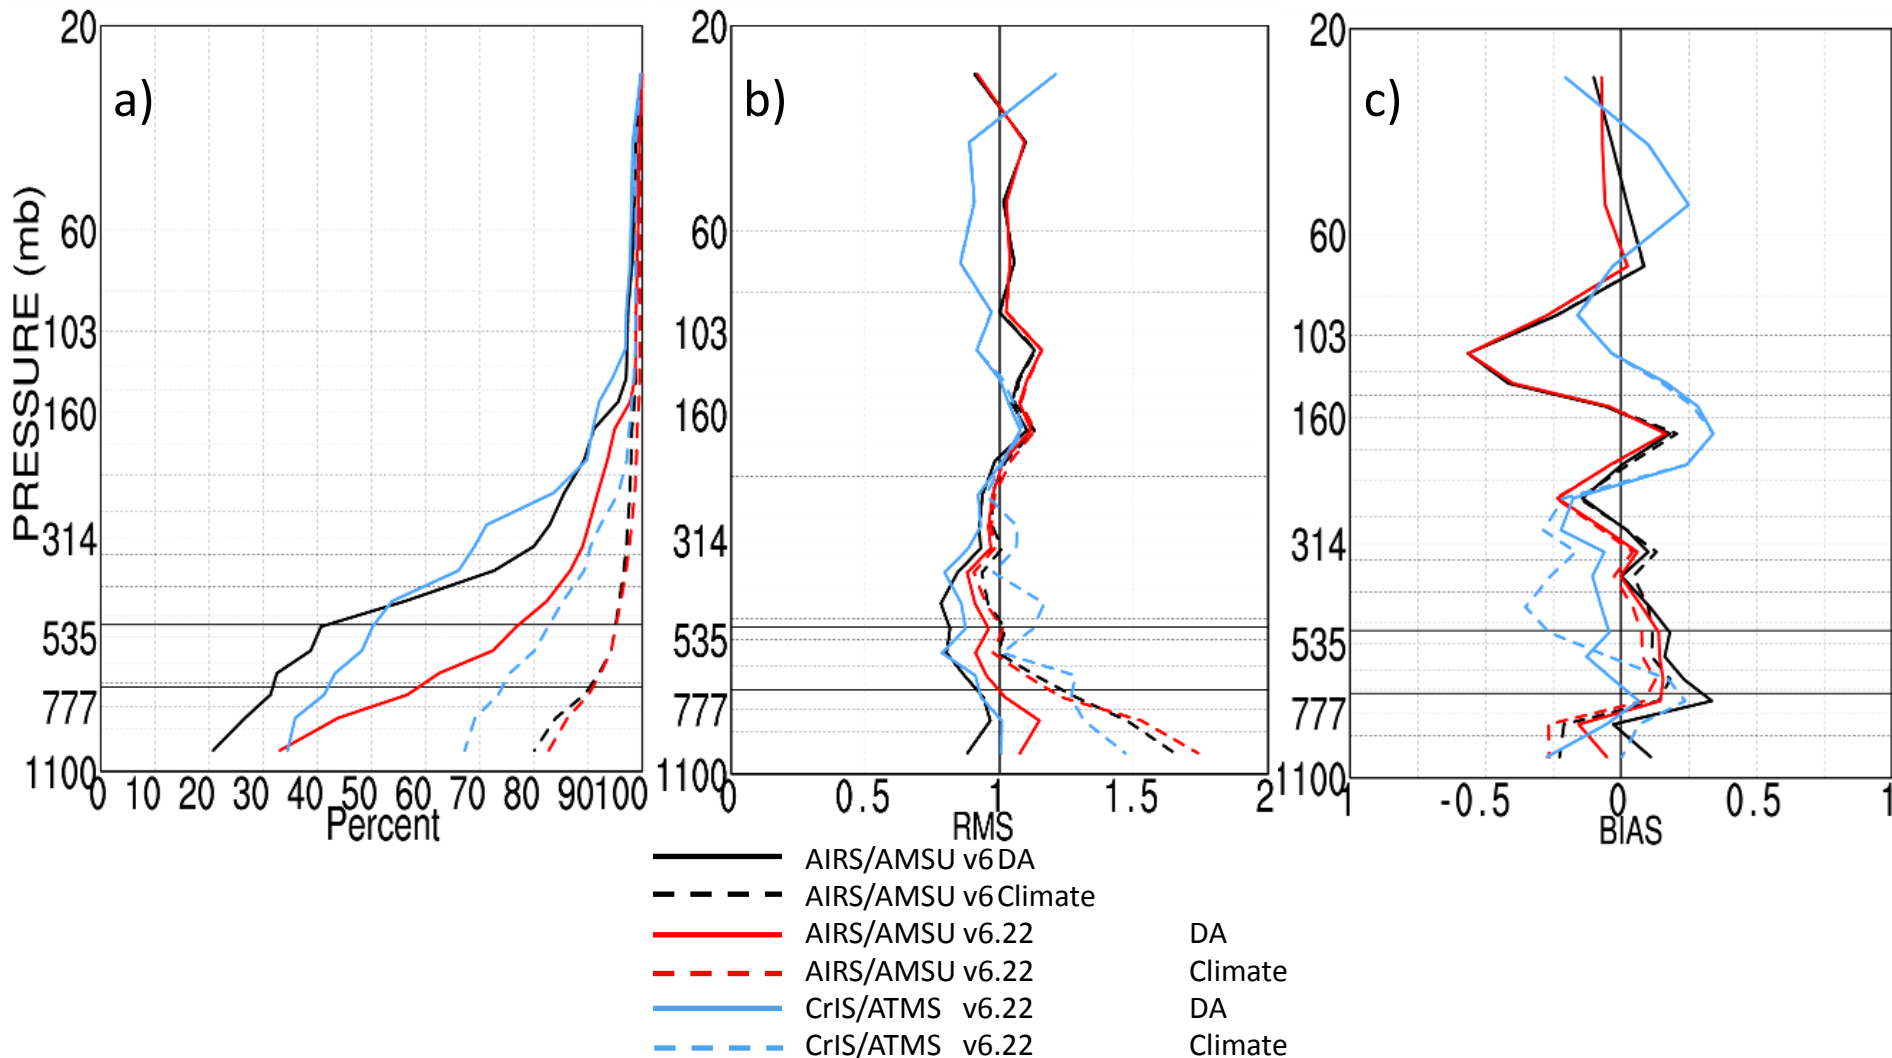 a)
b)
c)
PRESSURE (mb)
20
60
103
160
314
535
777
1100
0 10 20 30 40 50 60 70 80 90 100
Percent
20
60
103
160
314
535
777
1100
0 0.5 1 1.5 2
RMS
20
60
103
160
314
535
777
1100
1 -0.5 0 0.5 1
BIAS
AIRS/AMSU v6 DA
AIRS/AMSU v6 Climate
AIRS/AMSU v6.22 DA
AIRS/AMSU v6.22 Climate
CrIS/ATMS v6.22 DA
CrIS/ATMS v6.22 Climate